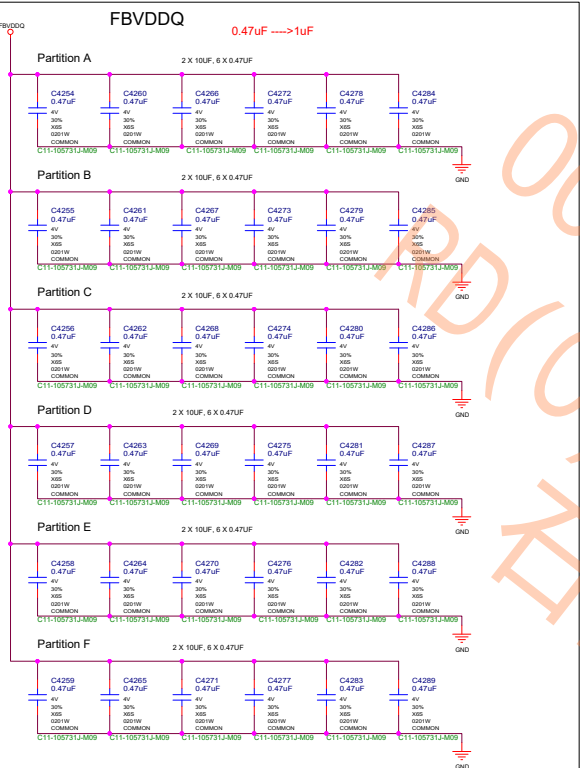 FBVDDQ
FBVDDQ
0.47uF ---->1uF
Partition A
2 X 10UF, 6 X 0.47UF
C4254 C4260 C4266 C4272 C4278 C4284
0.47uF 0.47uF 0.47uF 0.47uF 0.47uF 0.47uF
4V 4V 4V 4V 4V 4V
30% 30% 30% 30% 30% 30%
X6S X6S X6S X6S X6S X6S
0201W 0201W 0201W 0201W 0201W 0201W
COMMON COMMON COMMON COMMON COMMON COMMON
C11-105731J-M09 C11-105731J-M09 C11-105731J-M09 C11-105731J-M09 C11-105731J-M09 C11-105731J-M09
GND
Partition B
2 X 10UF, 6 X 0.47UF
C4255 C4261 C4267 C4273 C4279 C4285
0.47uF 0.47uF 0.47uF 0.47uF 0.47uF 0.47uF
4V 4V 4V 4V 4V 4V
30% 30% 30% 30% 30% 30%
X6S X6S X6S X6S X6S X6S
0201W 0201W 0201W 0201W 0201W 0201W
COMMON COMMON COMMON COMMON COMMON COMMON
C11-105731J-M09 C11-105731J-M09 C11-105731J-M09 C11-105731J-M09 C11-105731J-M09 C11-105731J-M09
GND
Partition C
2 X 10UF, 6 X 0.47UF
C4256 C4262 C4268 C4274 C4280 C4286
0.47uF 0.47uF 0.47uF 0.47uF 0.47uF 0.47uF
4V 4V 4V 4V 4V 4V
30% 30% 30% 30% 30% 30%
X6S X6S X6S X6S X6S X6S
0201W 0201W 0201W 0201W 0201W 0201W
COMMON COMMON COMMON COMMON COMMON COMMON
C11-105731J-M09 C11-105731J-M09 C11-105731J-M09 C11-105731J-M09 C11-105731J-M09 C11-105731J-M09
GND
Partition D
2 X 10UF, 6 X 0.47UF
C4257 C4263 C4269 C4275 C4281 C4287
0.47uF 0.47uF 0.47uF 0.47uF 0.47uF 0.47uF
4V 4V 4V 4V 4V 4V
30% 30% 30% 30% 30% 30%
X6S X6S X6S X6S X6S X6S
0201W 0201W 0201W 0201W 0201W 0201W
COMMON COMMON COMMON COMMON COMMON COMMON
C11-105731J-M09 C11-105731J-M09 C11-105731J-M09 C11-105731J-M09 C11-105731J-M09 C11-105731J-M09
GND
Partition E
2 X 10UF, 6 X 0.47UF
C4258 C4264 C4270 C4276 C4282 C4288
0.47uF 0.47uF 0.47uF 0.47uF 0.47uF 0.47uF
4V 4V 4V 4V 4V 4V
30% 30% 30% 30% 30% 30%
X6S X6S X6S X6S X6S X6S
0201W 0201W 0201W 0201W 0201W 0201W
COMMON COMMON COMMON COMMON COMMON COMMON
C11-105731J-M09 C11-105731J-M09 C11-105731J-M09 C11-105731J-M09 C11-105731J-M09 C11-105731J-M09
GND
Partition F
2 X 10UF, 6 X 0.47UF
C4259 C4265 C4271 C4277 C4283 C4289
0.47uF 0.47uF 0.47uF 0.47uF 0.47uF 0.47uF
4V 4V 4V 4V 4V 4V
30% 30% 30% 30% 30% 30%
X6S X6S X6S X6S X6S X6S
0201W 0201W 0201W 0201W 0201W 0201W
COMMON COMMON COMMON COMMON COMMON COMMON
C11-105731J-M09 C11-105731J-M09 C11-105731J-M09 C11-105731J-M09 C11-105731J-M09 C11-105731J-M09
GND
RD(